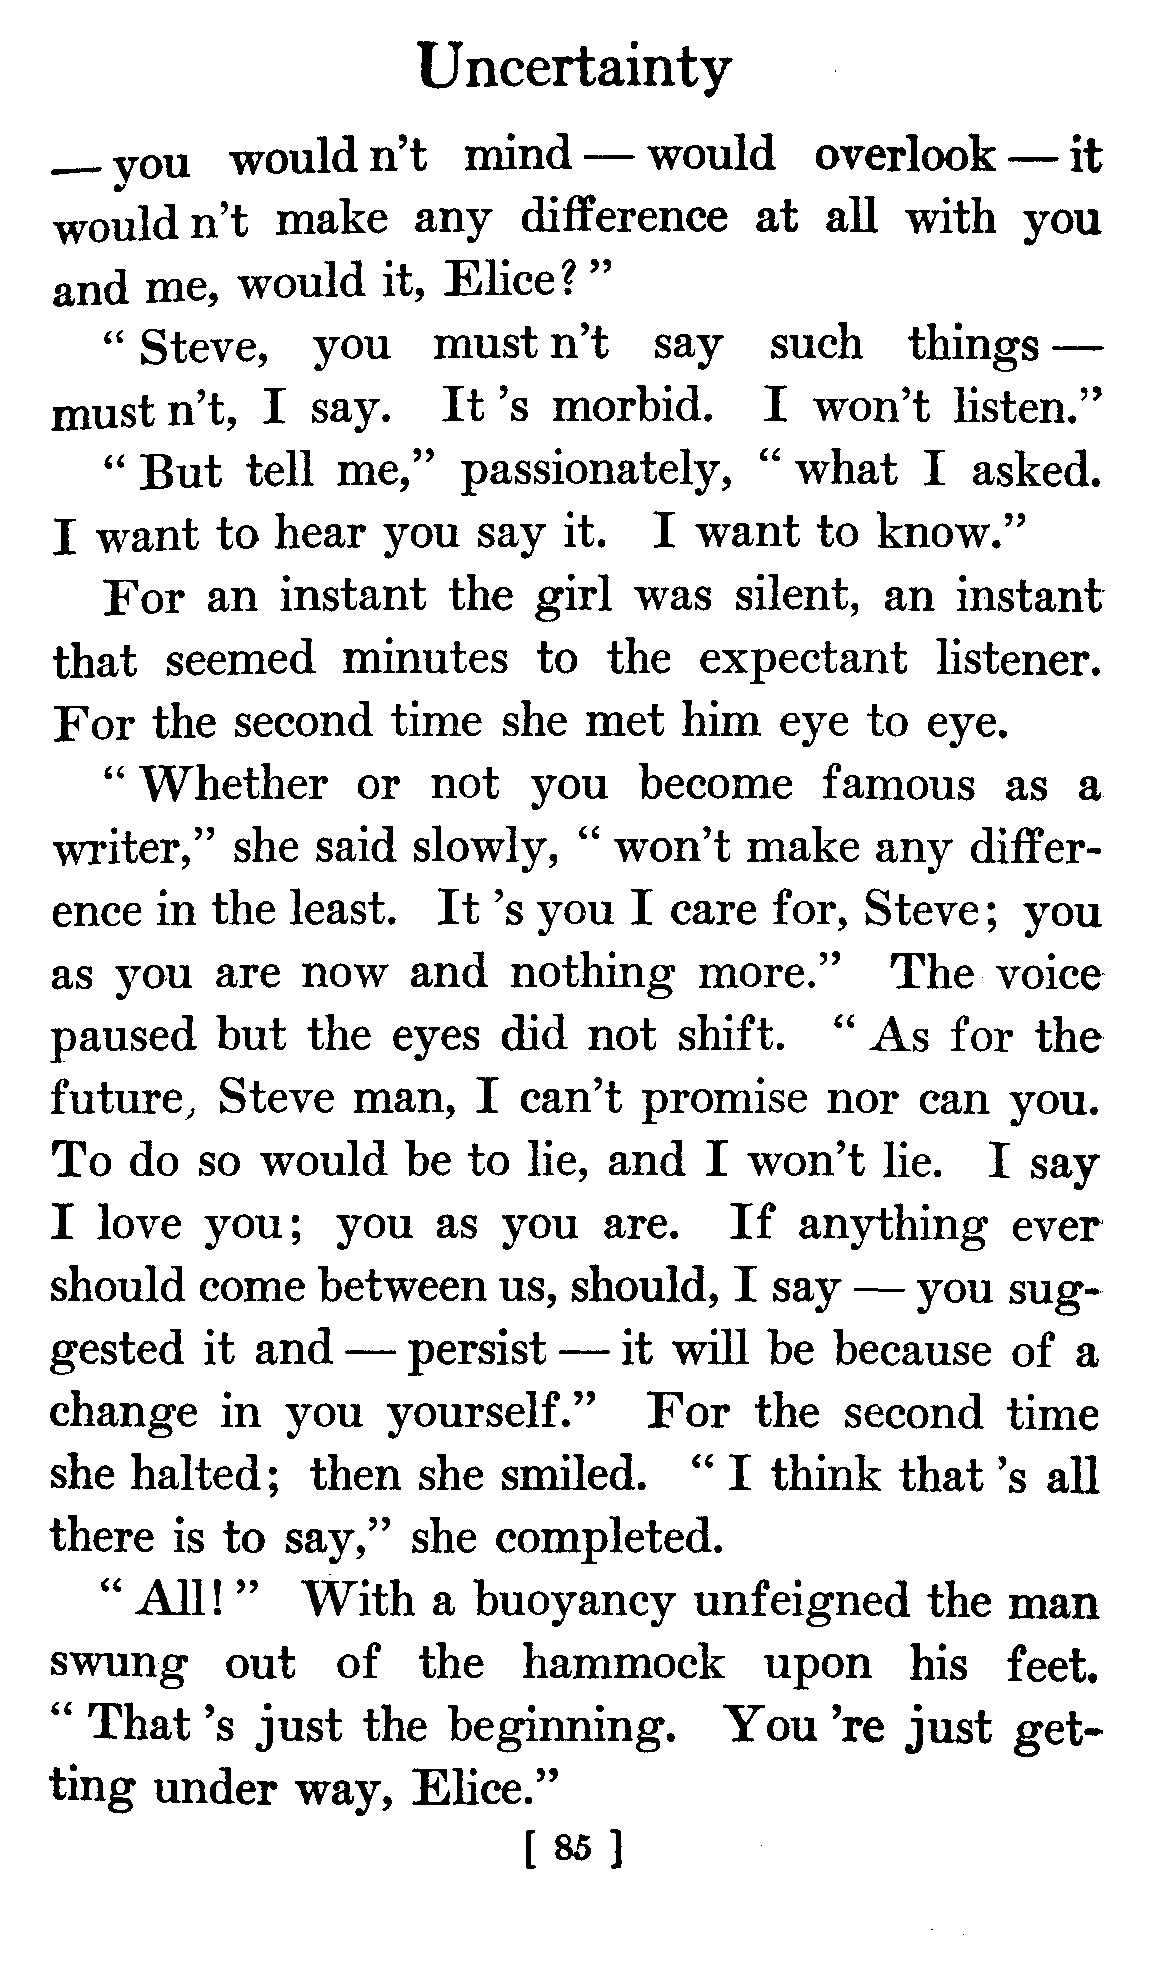 Uncertainty
— you would n't mind — would overlook — it
would n't make any difference at all with you
and me, would it, Elice?"
"Steve, you must n't say such things —
must n't, I say. It 's morbid. I won't listen."
"But tell me," passionately, "what I asked.
I want to hear you say it. I want to know."
For an instant the girl was silent, an instant
that seemed minutes to the expectant listener.
For the second time she met him eye to eye.
"Whether or not you become famous as a
writer," she said slowly, "won't make any differ-
ence in the least. It 's you I care for, Steve; you
as you are now and nothing more." The voice
paused but the eyes did not shift. "As for the
future, Steve man, I can't promise nor can you.
To do so would be to lie, and I won't lie. I say
I love you; you as you are. If anything ever
should come between us, should, I say — you sug-
gested it and — persist — it will be because of a
change in you yourself." For the second time
she halted; then she smiled. "I think that 's all
there is to say," she completed.
"All!" With a buoyancy unfeigned the man
swung out of the hammock upon his feet.
"That 's just the beginning. You 're just get-
ting under way, Elice."
[ 85 ]